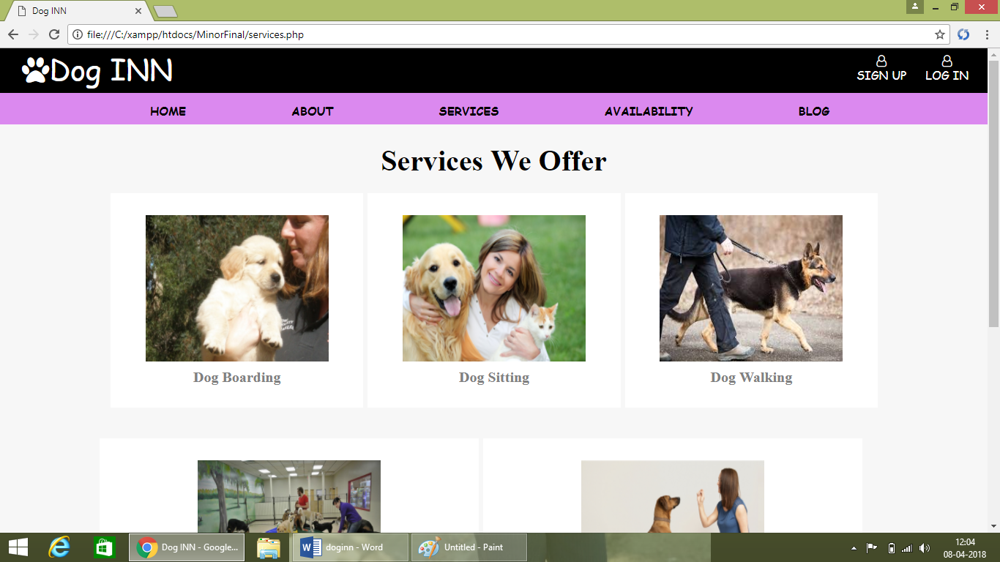 Dog INN
file:///C:/xampp/htdocs/MinorFinal/services.php
Dog INN
SIGN UP LOG IN
HOME ABOUT SERVICES AVAILABILITY BLOG
Services We Offer
Dog Boarding Dog Sitting Dog Walking
Dog INN - Google... doginn - Word Untitled - Paint
12:04
08-04-2018